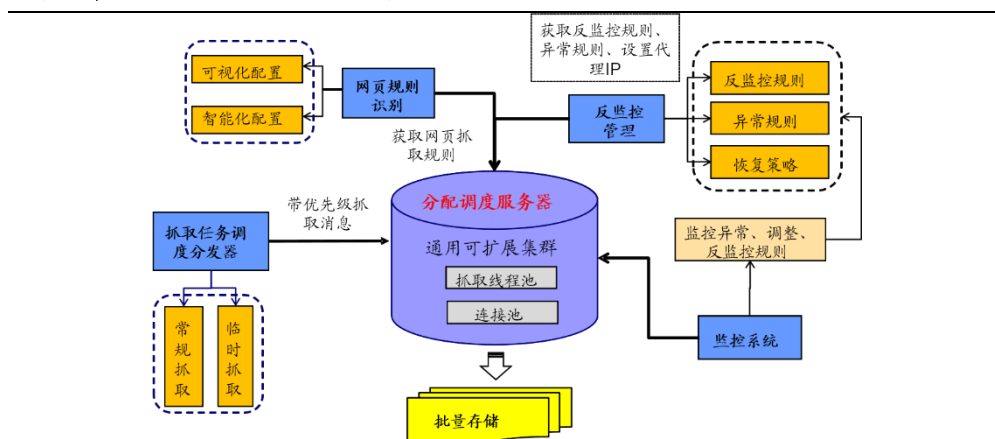 获取反监控规则、
异常规则、设置代
理IP
可视化配置
智能化配置
网页规则
识别
反监控
管理
反监控规则
异常规则
恢复策略
获取网页抓
取规则
带优先级抓
取消息
抓取任务调
度分发器
分配调度服务器
通用可扩展集群
抓取线程池
连接池
监控异常、调整、
反监控规则
监控系统
常规抓取
临时抓取
批量存储